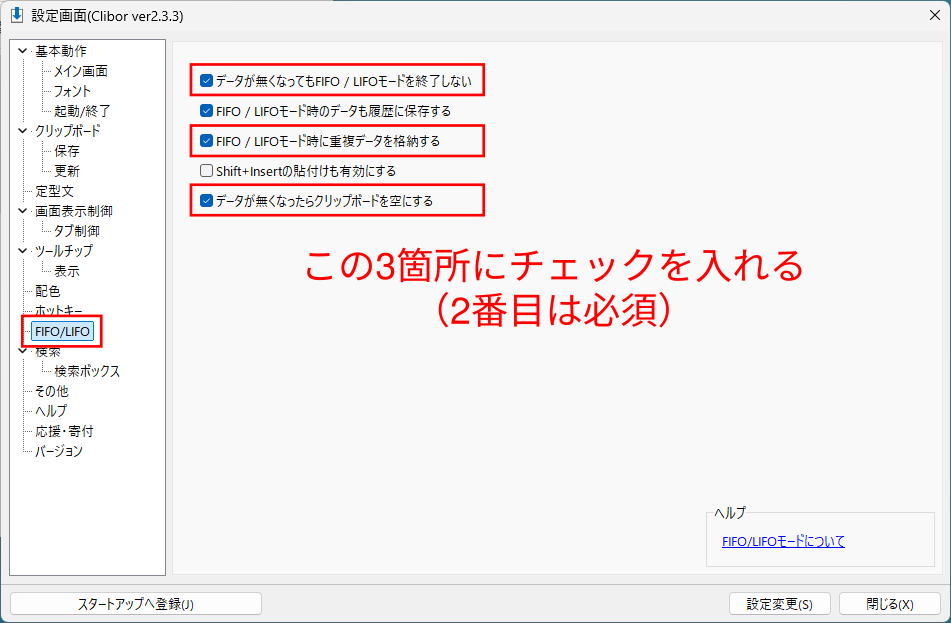 設定画面(Clibor ver2.3.3)
基本動作
メイン画面
フォント
起動/終了
クリップボード
保存
更新
定型文
画面表示制御
タブ制御
ツールチップ
表示
配色
ホットキー
FIFO/LIFO
検索
検索ボックス
その他
ヘルプ
応援・寄付
バージョン
データが無くなってもFIFO / LIFOモードを終了しない
FIFO / LIFOモード時のデータも履歴に保存する
FIFO / LIFOモード時に重複データを格納する
Shift+Insertの貼付けも有効にする
データが無くなったらクリップボードを空にする
この3箇所にチェックを入れる
（2番目は必須）
ヘルプ
FIFO/LIFOモードについて
スタートアップへ登録(J)
設定変更(S)
閉じる(X)